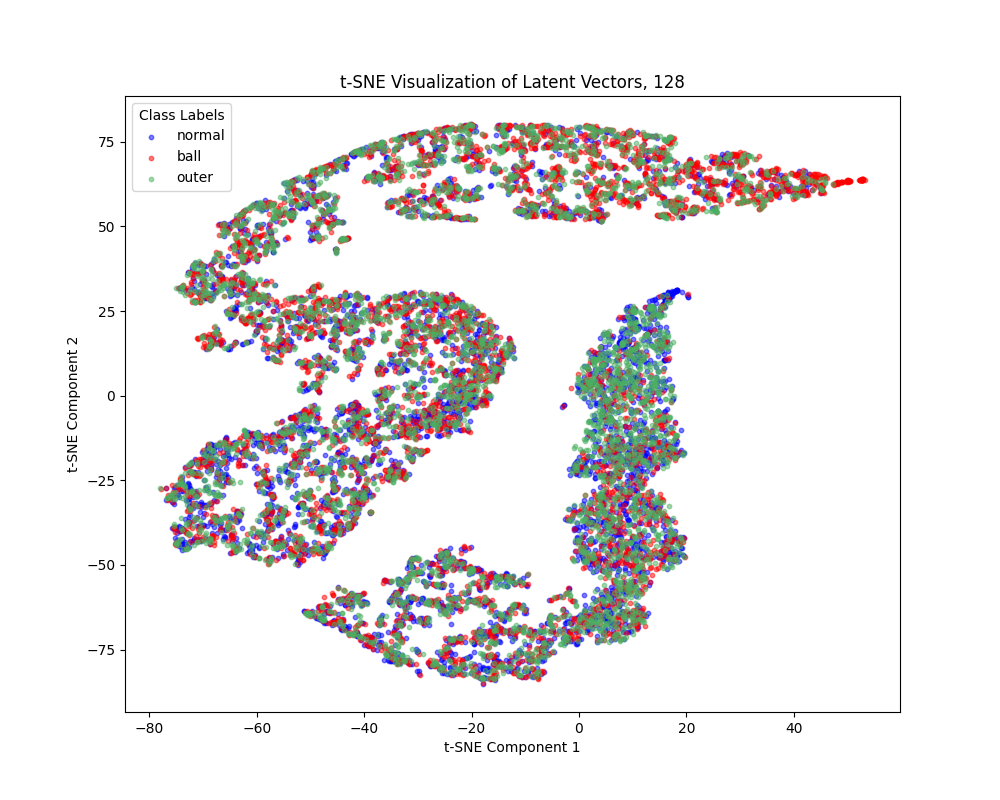 t-SNE Visualization of Latent Vectors, 128
Class Labels
normal
ball
outer
75
50
25
0
−25
−50
−75
t-SNE Component 2
−80
−60
−40
−20
0
20
40
t-SNE Component 1